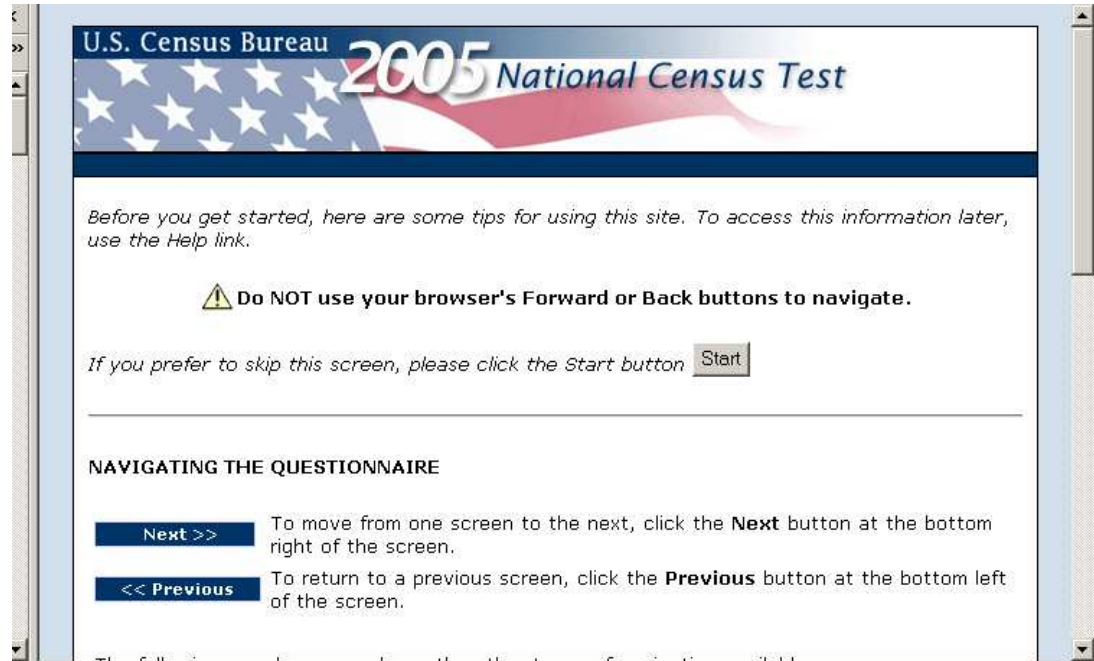 U.S. Census Bureau
2005 National Census Test
Before you get started, here are some tips for using this site. To access this information later,
use the Help link.
Do NOT use your browser's Forward or Back buttons to navigate.
If you prefer to skip this screen, please click the Start button Start
NAVIGATING THE QUESTIONNAIRE
Next >> To move from one screen to the next, click the Next button at the bottom
right of the screen.
<< Previous To return to a previous screen, click the Previous button at the bottom left
of the screen.